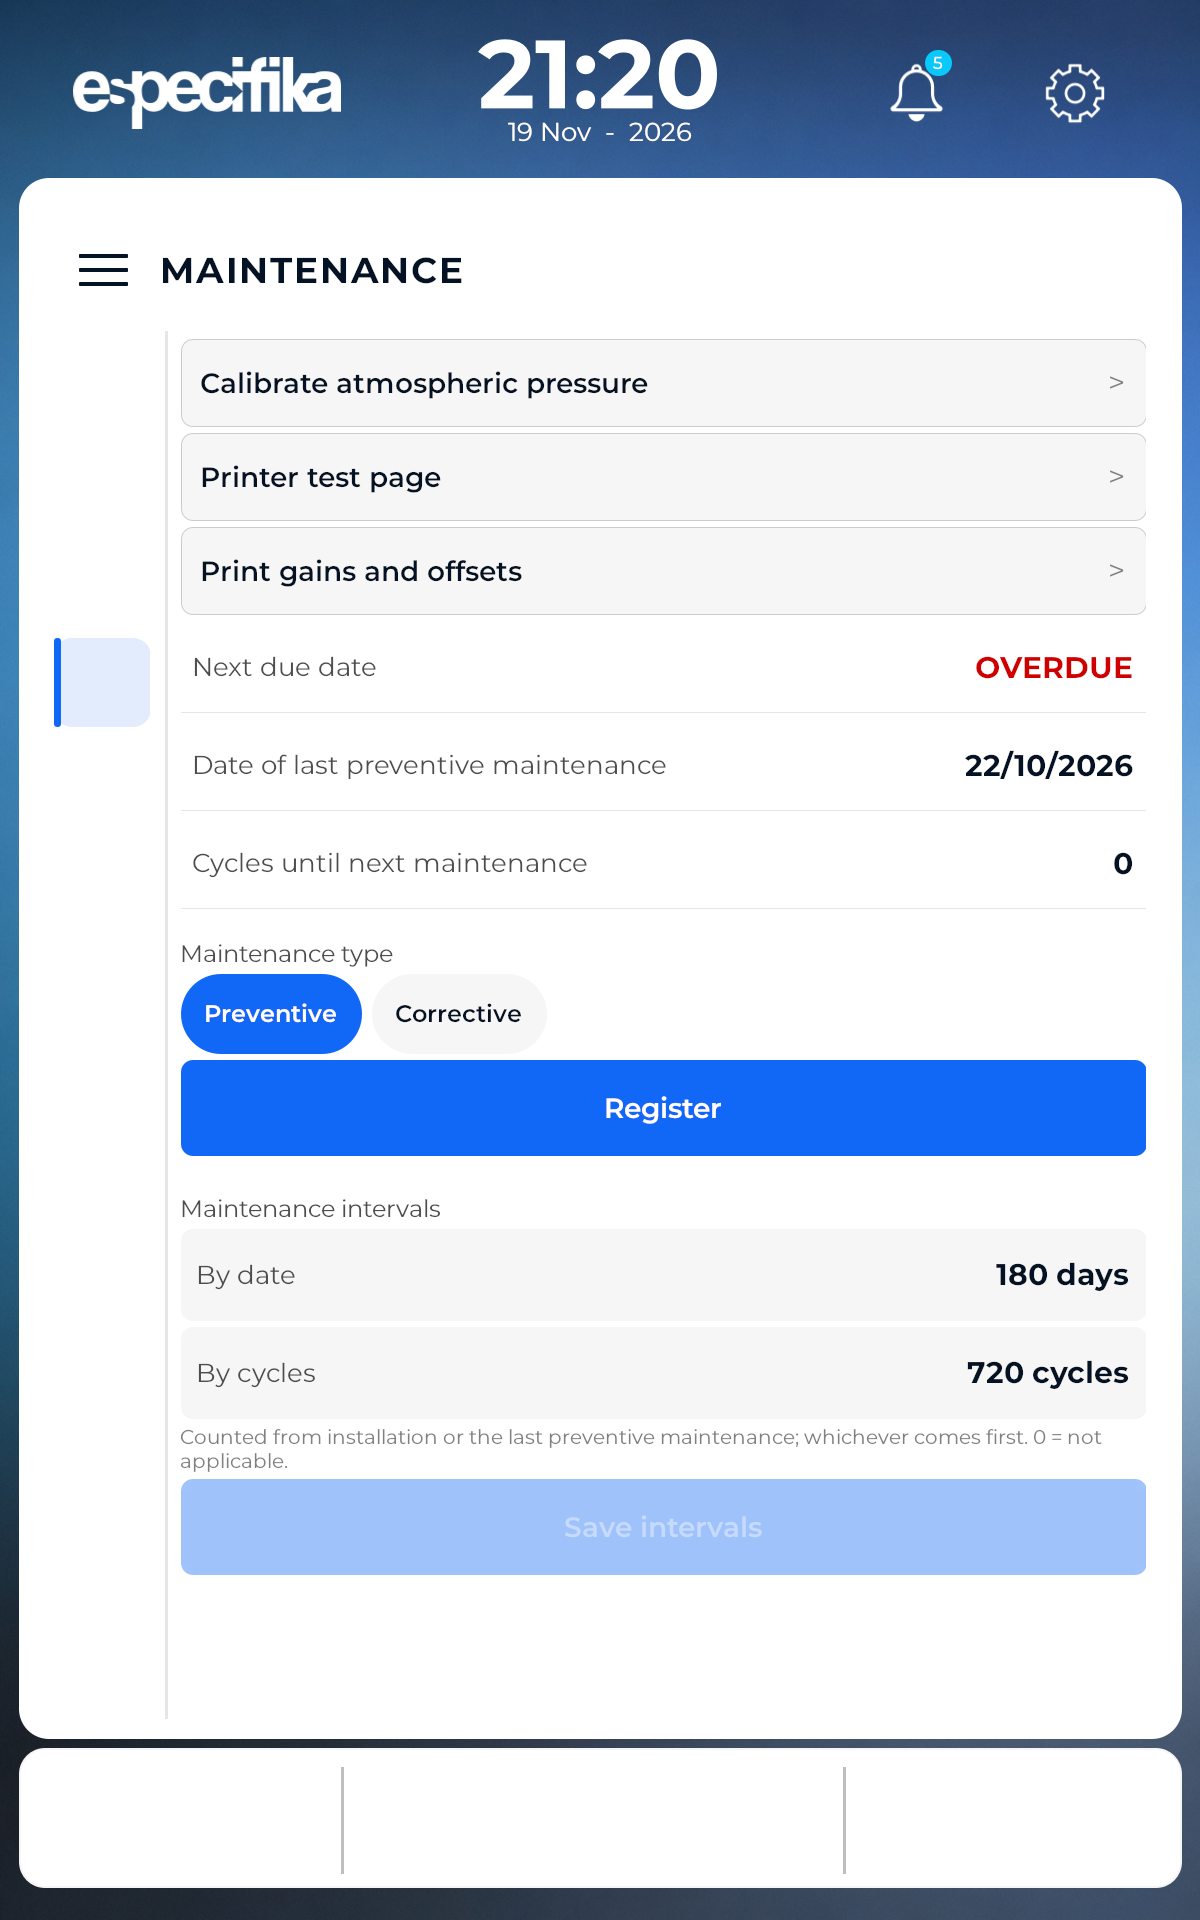 e-specifika
21:20
19 Nov - 2026
5
MAINTENANCE
Calibrate atmospheric pressure >
Printer test page >
Print gains and offsets >
Next due date OVERDUE
Date of last preventive maintenance 22/10/2026
Cycles until next maintenance 0
Maintenance type
Preventive Corrective
Register
Maintenance intervals
By date 180 days
By cycles 720 cycles
Counted from installation or the last preventive maintenance; whichever comes first. 0 = not
applicable.
Save intervals